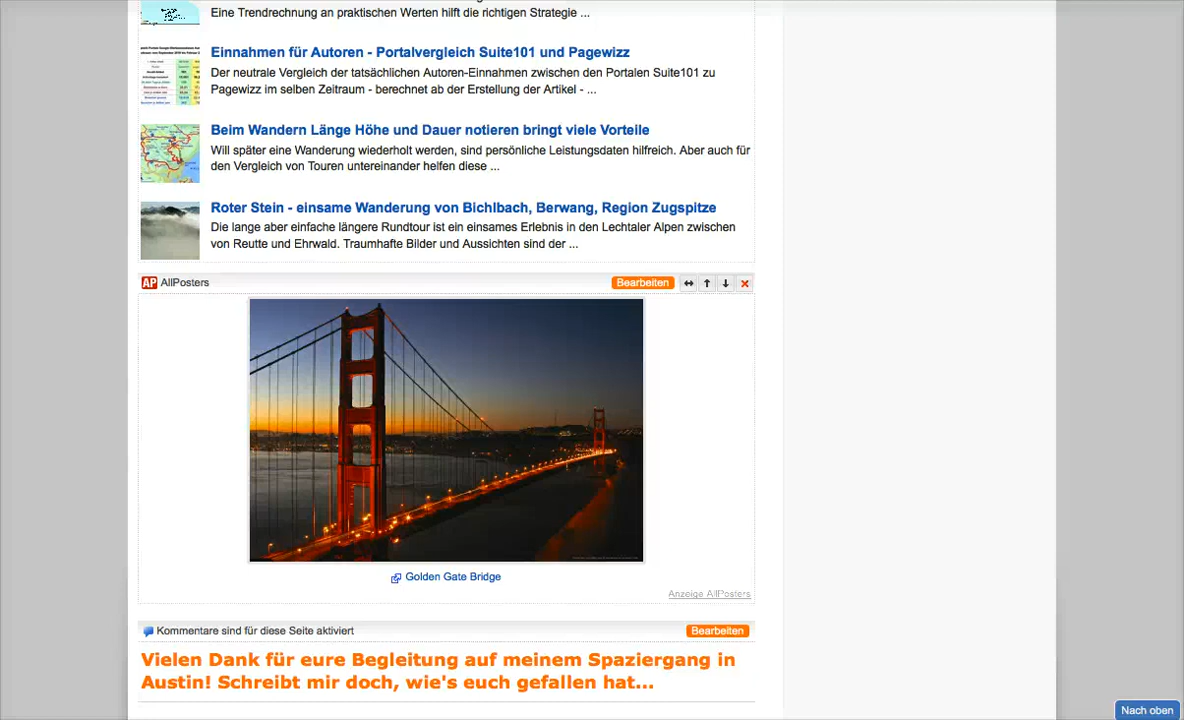 Eine Trendrechnung an praktischen Werten hilft die richtigen Strategie ...
Einnahmen für Autoren - Portalvergleich Suite101 und Pagewizz
Der neutrale Vergleich der tatsächlichen Autoren-Einnahmen zwischen den Portalen Suite101 zu
Pagewizz im selben Zeitraum - berechnet ab der Erstellung der Artikel - ...
Beim Wandern Länge Höhe und Dauer notieren bringt viele Vorteile
Will später eine Wanderung wiederholt werden, sind persönliche Leistungsdaten hilfreich. Aber auch für
den Vergleich von Touren untereinander helfen diese ...
Roter Stein - einsame Wanderung von Bichlbach, Berwang, Region Zugspitze
Die lange aber einfache längere Rundtour ist ein einsames Erlebnis in den Lechtaler Alpen zwischen
von Reutte und Ehrwald. Traumhafte Bilder und Aussichten sind der ...
AP AllPosters Bearbeiten
Golden Gate Bridge
Anzeige AllPosters
Kommentare sind für diese Seite aktiviert Bearbeiten
Vielen Dank für eure Begleitung auf meinem Spaziergang in
Austin! Schreibt mir doch, wie's euch gefallen hat...
Nach oben